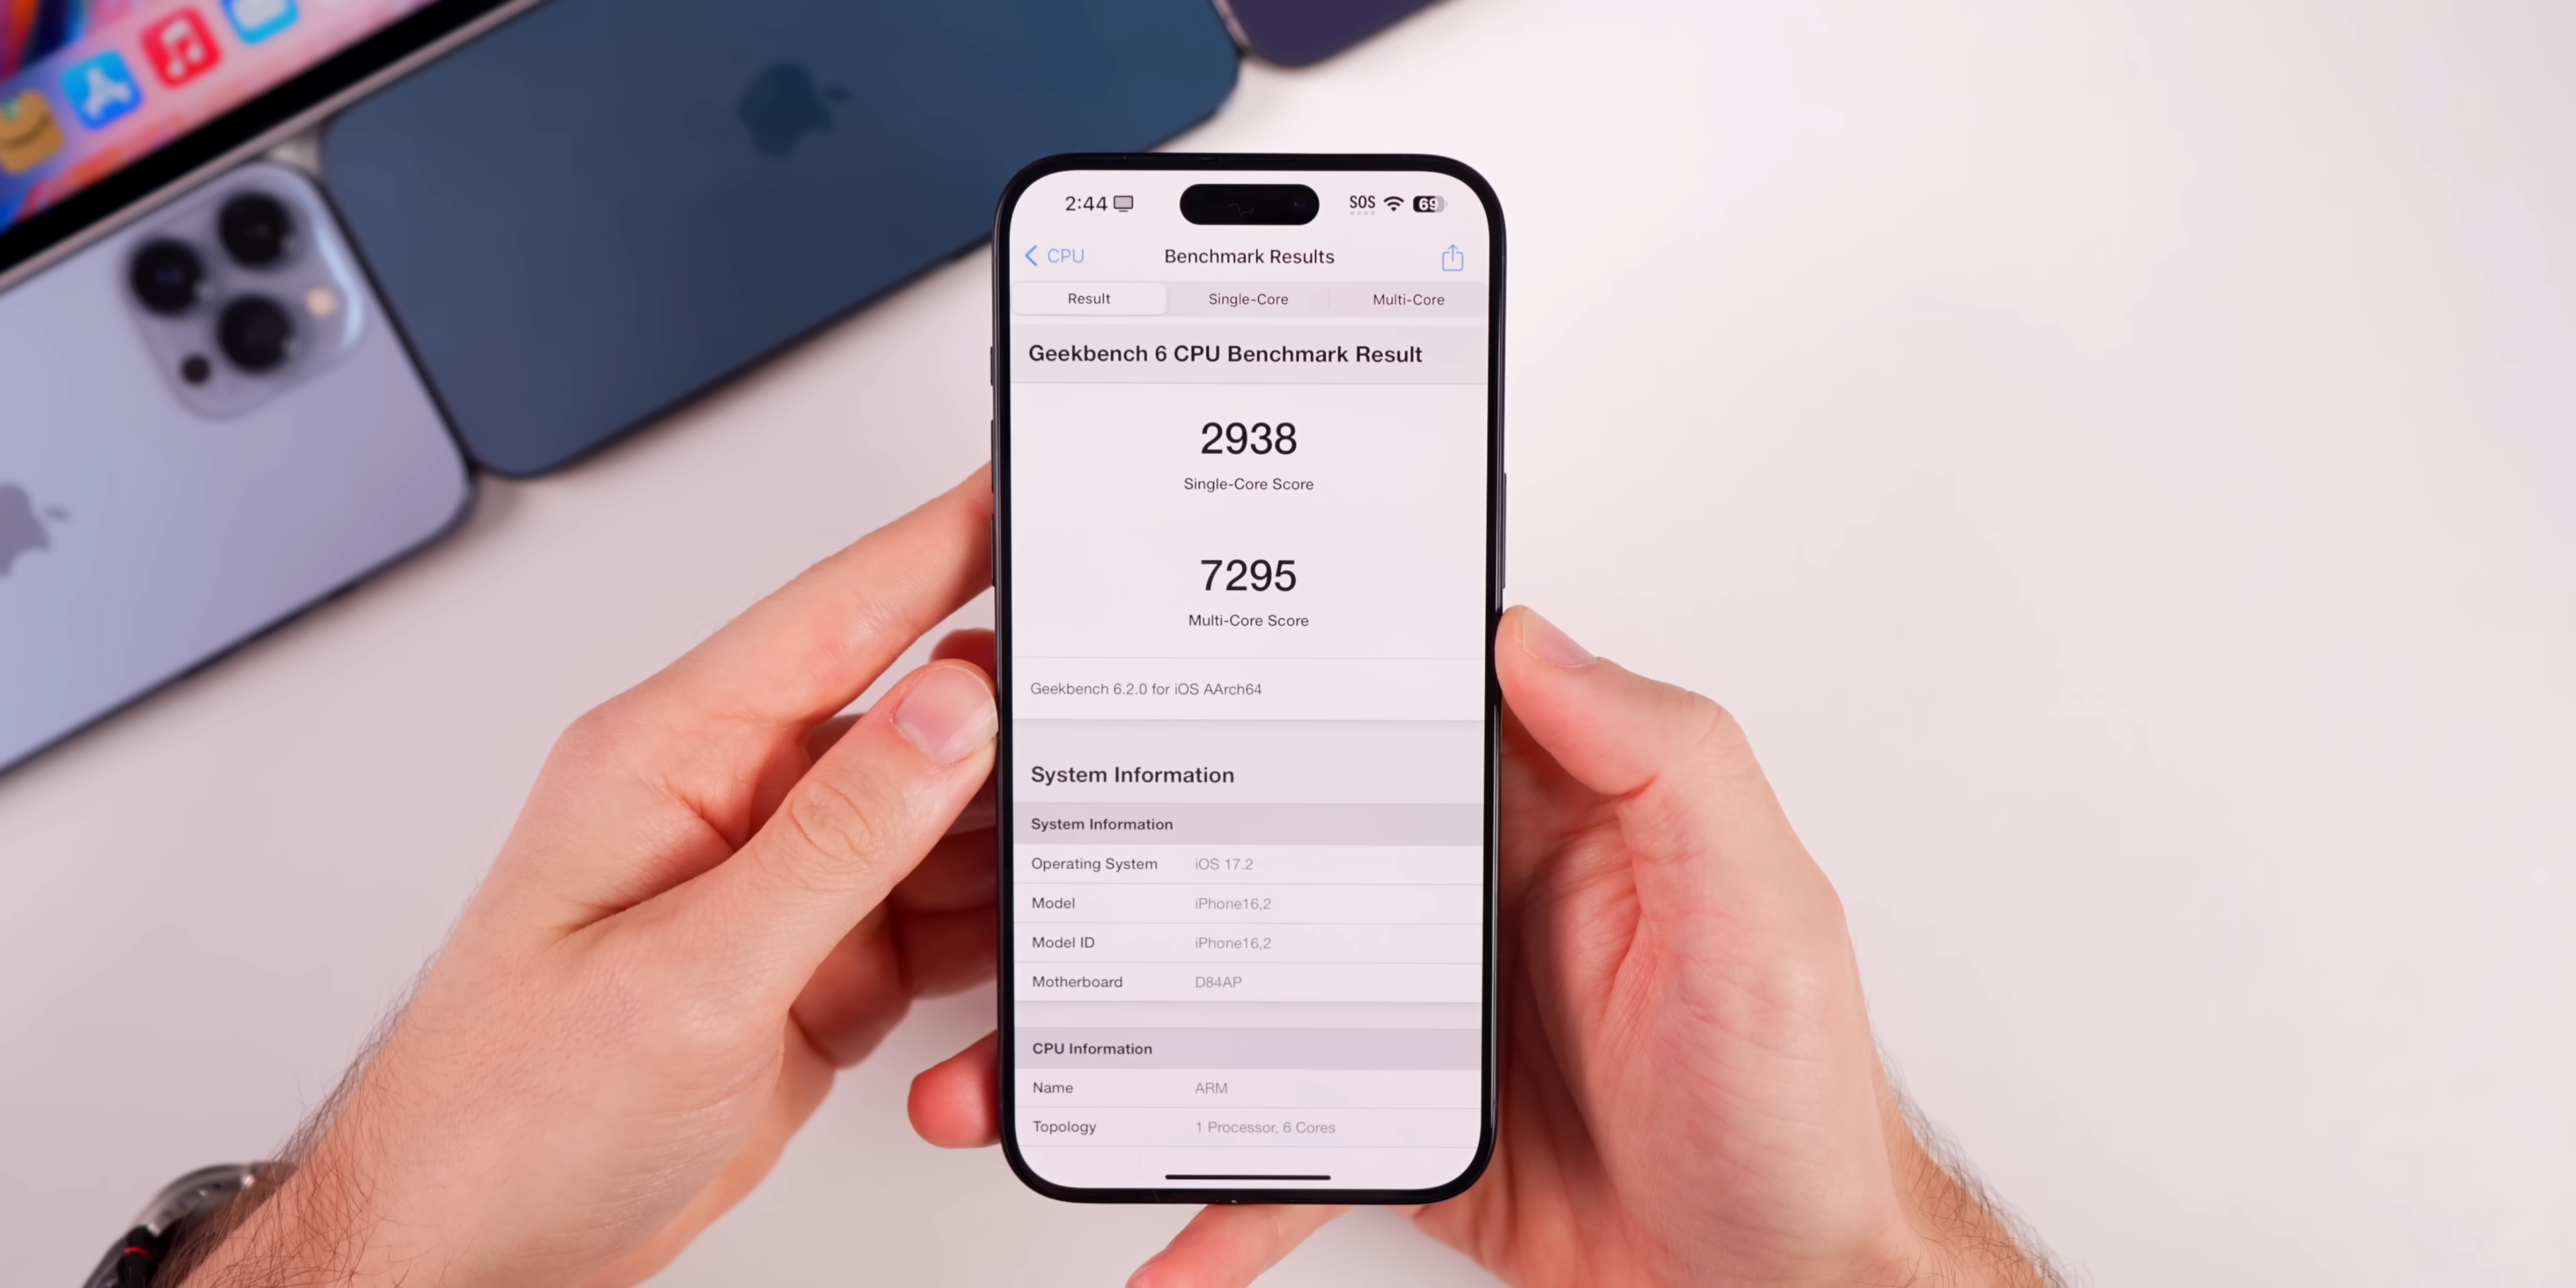 2:44 SOS 69
CPU Benchmark Results
Result Single-Core Multi-Core
Geekbench 6 CPU Benchmark Result
2938
Single-Core Score
7295
Multi-Core Score
Geekbench 6.2.0 for iOS AArch64
System Information
System Information
Operating System iOS 17.2
Model iPhone16,2
Model ID iPhone16,2
Motherboard D84AP
CPU Information
Name ARM
Topology 1 Processor, 6 Cores